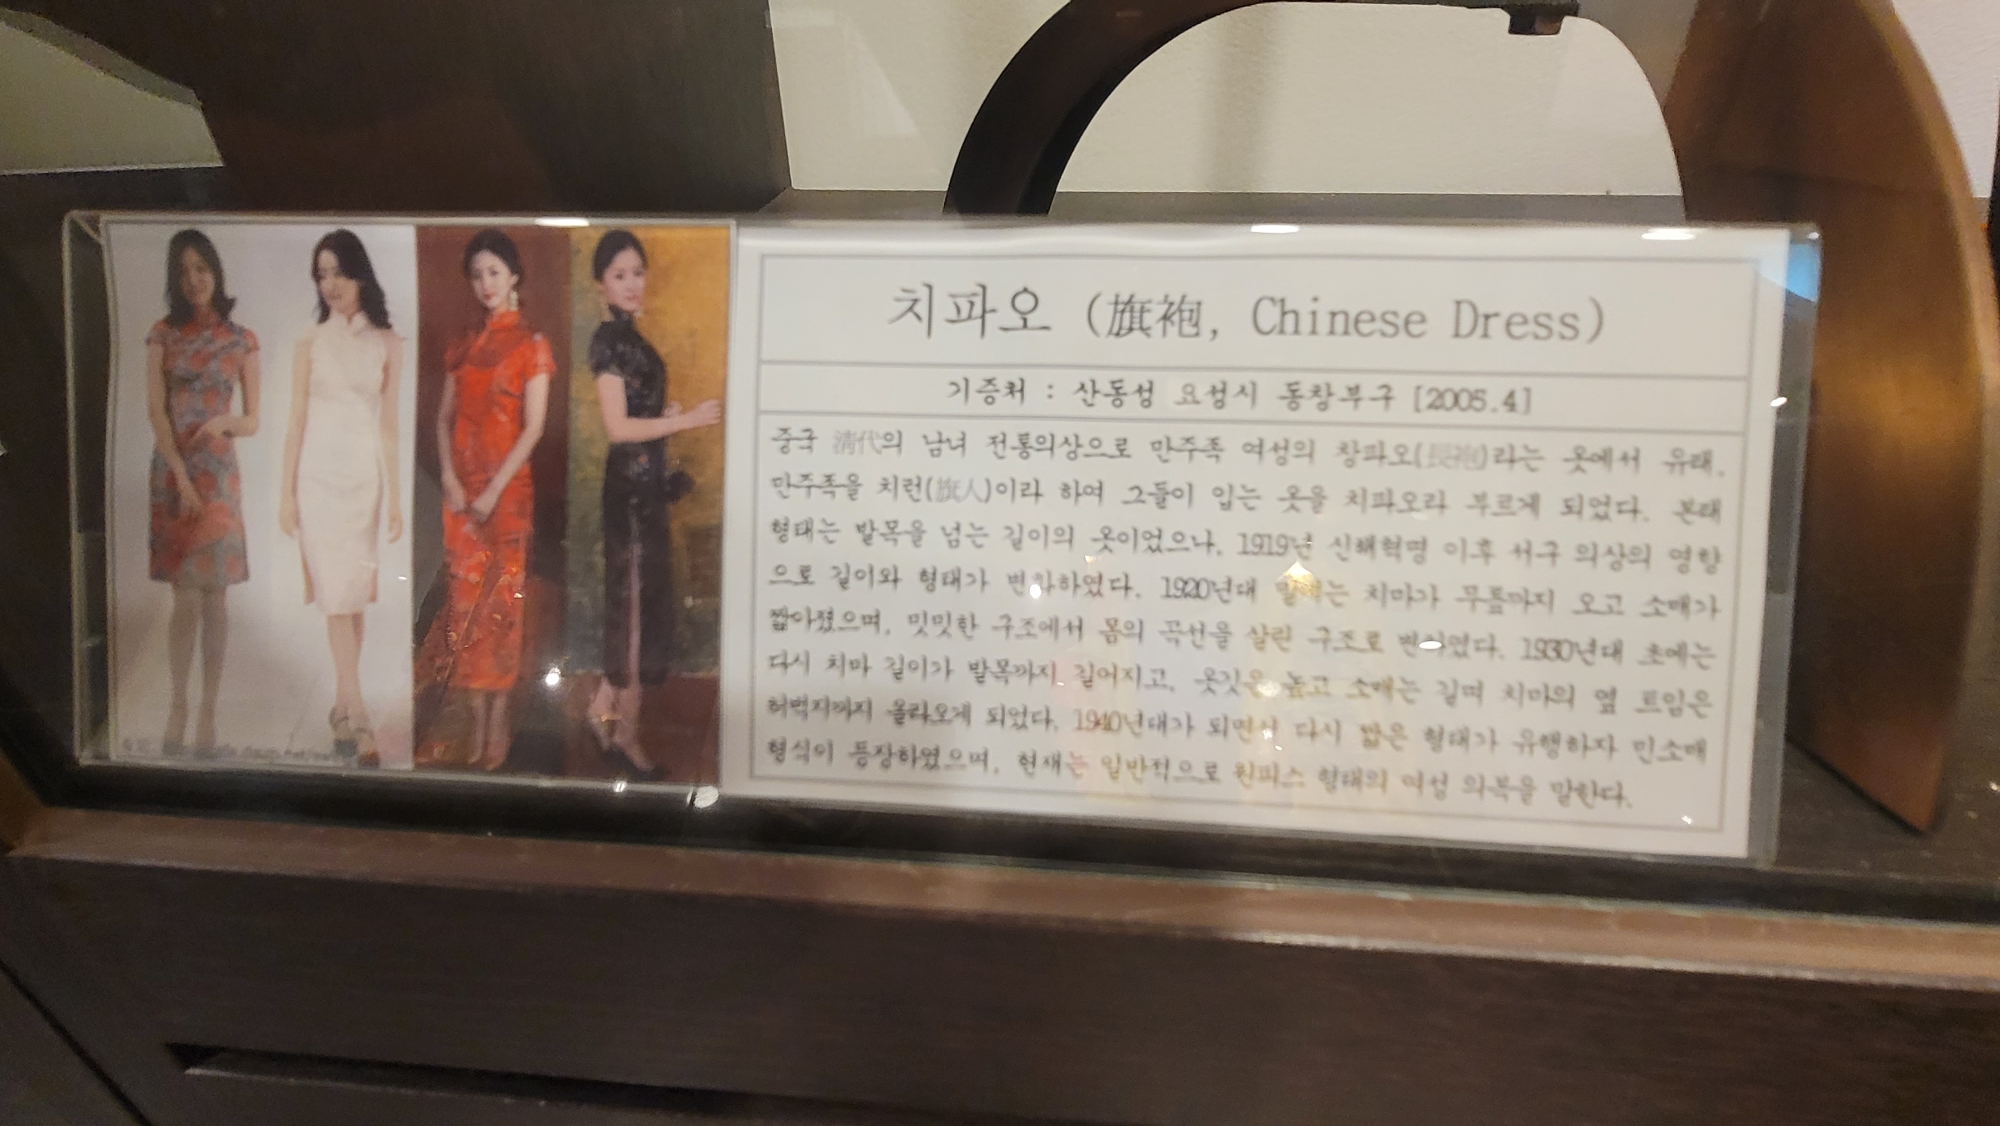 치파오 (旗袍, Chinese Dress)
기증처 : 산동성 요성시 동창부구 [2005.4]
중국 清代의 남녀 전통의상으로 만주족 여성의 창파오(長袍)라는 옷에서 유래.
만주족을 치런(旗人)이라 하여 그들이 입는 옷을 치파오라 부르게 되었다. 본래
형태는 발목을 넘는 길이의 옷이었으나, 1919년 신해혁명 이후 서구 의상의 영향
으로 길이와 형태가 변화하였다. 1920년대 치마가 무릎까지 오고 소매가
짧아졌으며, 밋밋한 구조에서 몸의 곡선을 살린 구조로 변하였다. 1930년대 초에는
다시 치마 길이가 발목까지 길어지고, 옷깃은 높고 소매는 길며 치마의 옆 트임은
허벅지까지 올라오게 되었다. 1940년대가 되면서 다시 짧은 형태가 유행하자 민소매
형식이 등장하였으며, 현재는 일반적으로 원피스 형태의 여성 의복을 말한다.